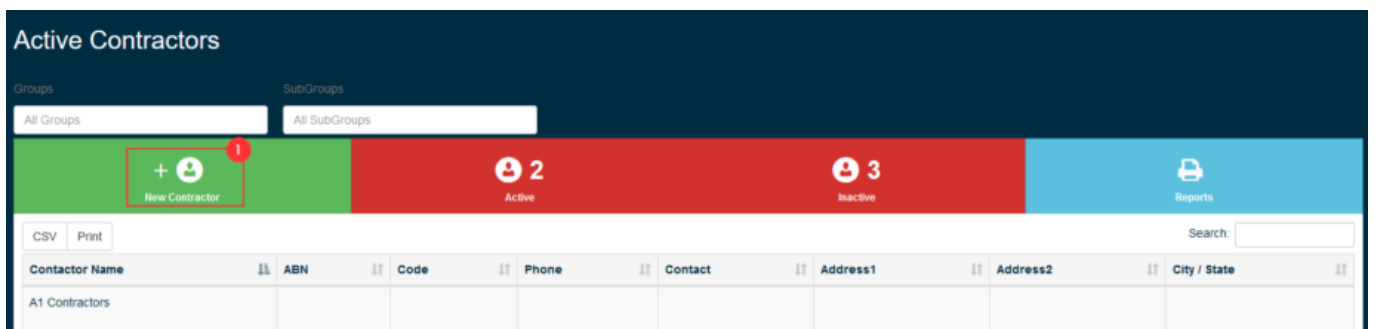 Active Contractors
Groups SubGroups
All Groups All SubGroups
1
+ 2 3
New Contractor Active Inactive Reports
CSV Print Search:
Contactor Name ABN Code Phone Contact Address1 Address2 City / State
A1 Contractors